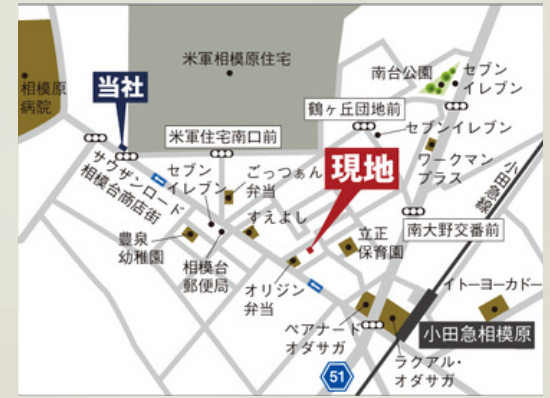 米軍相模原住宅
相模原
病院
当社
南台公園
セブン
イレブン
鶴ヶ丘団地前
セブンイレブン
米軍住宅南口前
ワークマン
プラス
小田急線
サウザンロード
相模台商店街
セブン
イレブン
ごっつぁん
弁当
現地
すえよし
立正
保育園
南大野交番前
豊泉
幼稚園
相模台
郵便局
オリジン
弁当
イトーヨーカドー
ベアナード
オダサガ
小田急相模原
ラクアル・
オダサガ
51